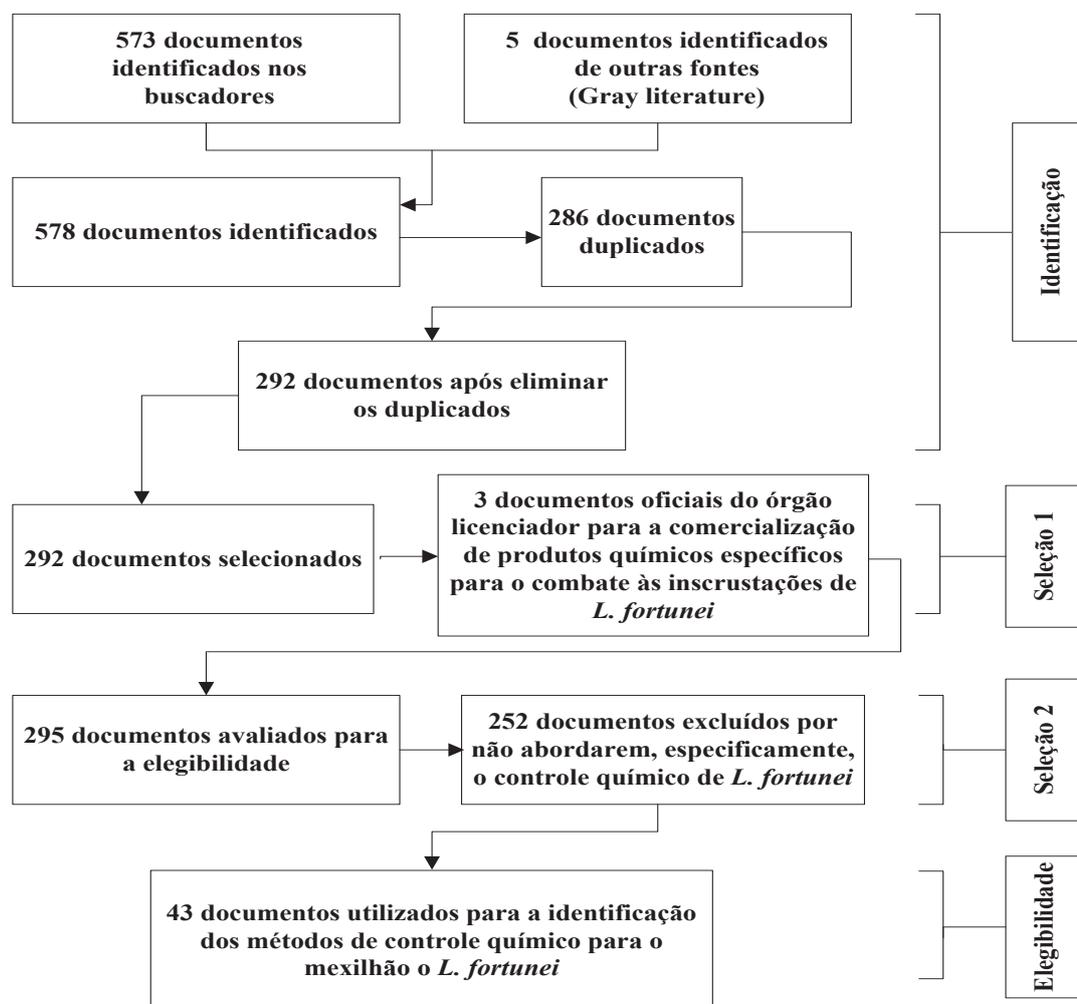 573 documentos
identificados nos
buscadores
5 documentos identificados
de outras fontes
(Gray literature)
578 documentos identificados
286 documentos
duplicados
292 documentos após eliminar
os duplicados
Identificação
292 documentos selecionados
3 documentos oficiais do órgão
licenciador para a comercialização
de produtos químicos específicos
para o combate às inscrustações de
L. fortunei
Seleção 1
295 documentos avaliados para
a elegibilidade
252 documentos excluídos por
não abordarem, especificamente,
o controle químico de L. fortunei
Seleção 2
43 documentos utilizados para a identificação
dos métodos de controle químico para o
mexilhão o L. fortunei
Elegibilidade